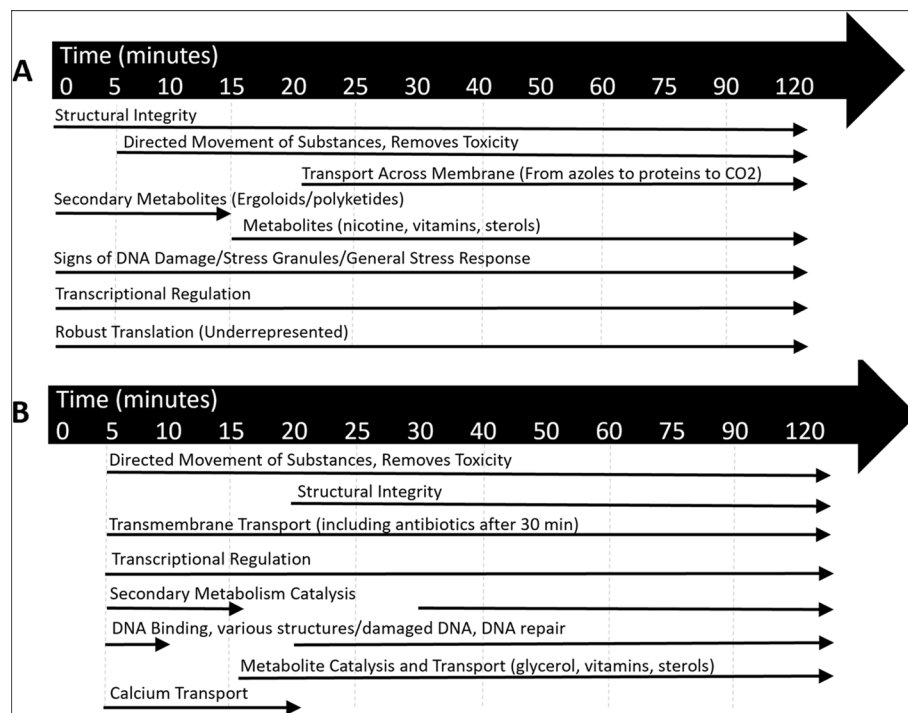 A
Time (minutes)
0 5 10 15 20 25 30 40 50 60 75 90 120
Structural Integrity
Directed Movement of Substances, Removes Toxicity
Transport Across Membrane (From azoles to proteins to CO2)
Secondary Metabolites (Ergoloids/polyketides)
Metabolites (nicotine, vitamins, sterols)
Signs of DNA Damage/Stress Granules/General Stress Response
Transcriptional Regulation
Robust Translation (Underrepresented)
B
Time (minutes)
0 5 10 15 20 25 30 40 50 60 75 90 120
Directed Movement of Substances, Removes Toxicity
Structural Integrity
Transmembrane Transport (including antibiotics after 30 min)
Transcriptional Regulation
Secondary Metabolism Catalysis
DNA Binding, various structures/damaged DNA, DNA repair
Metabolite Catalysis and Transport (glycerol, vitamins, sterols)
Calcium Transport